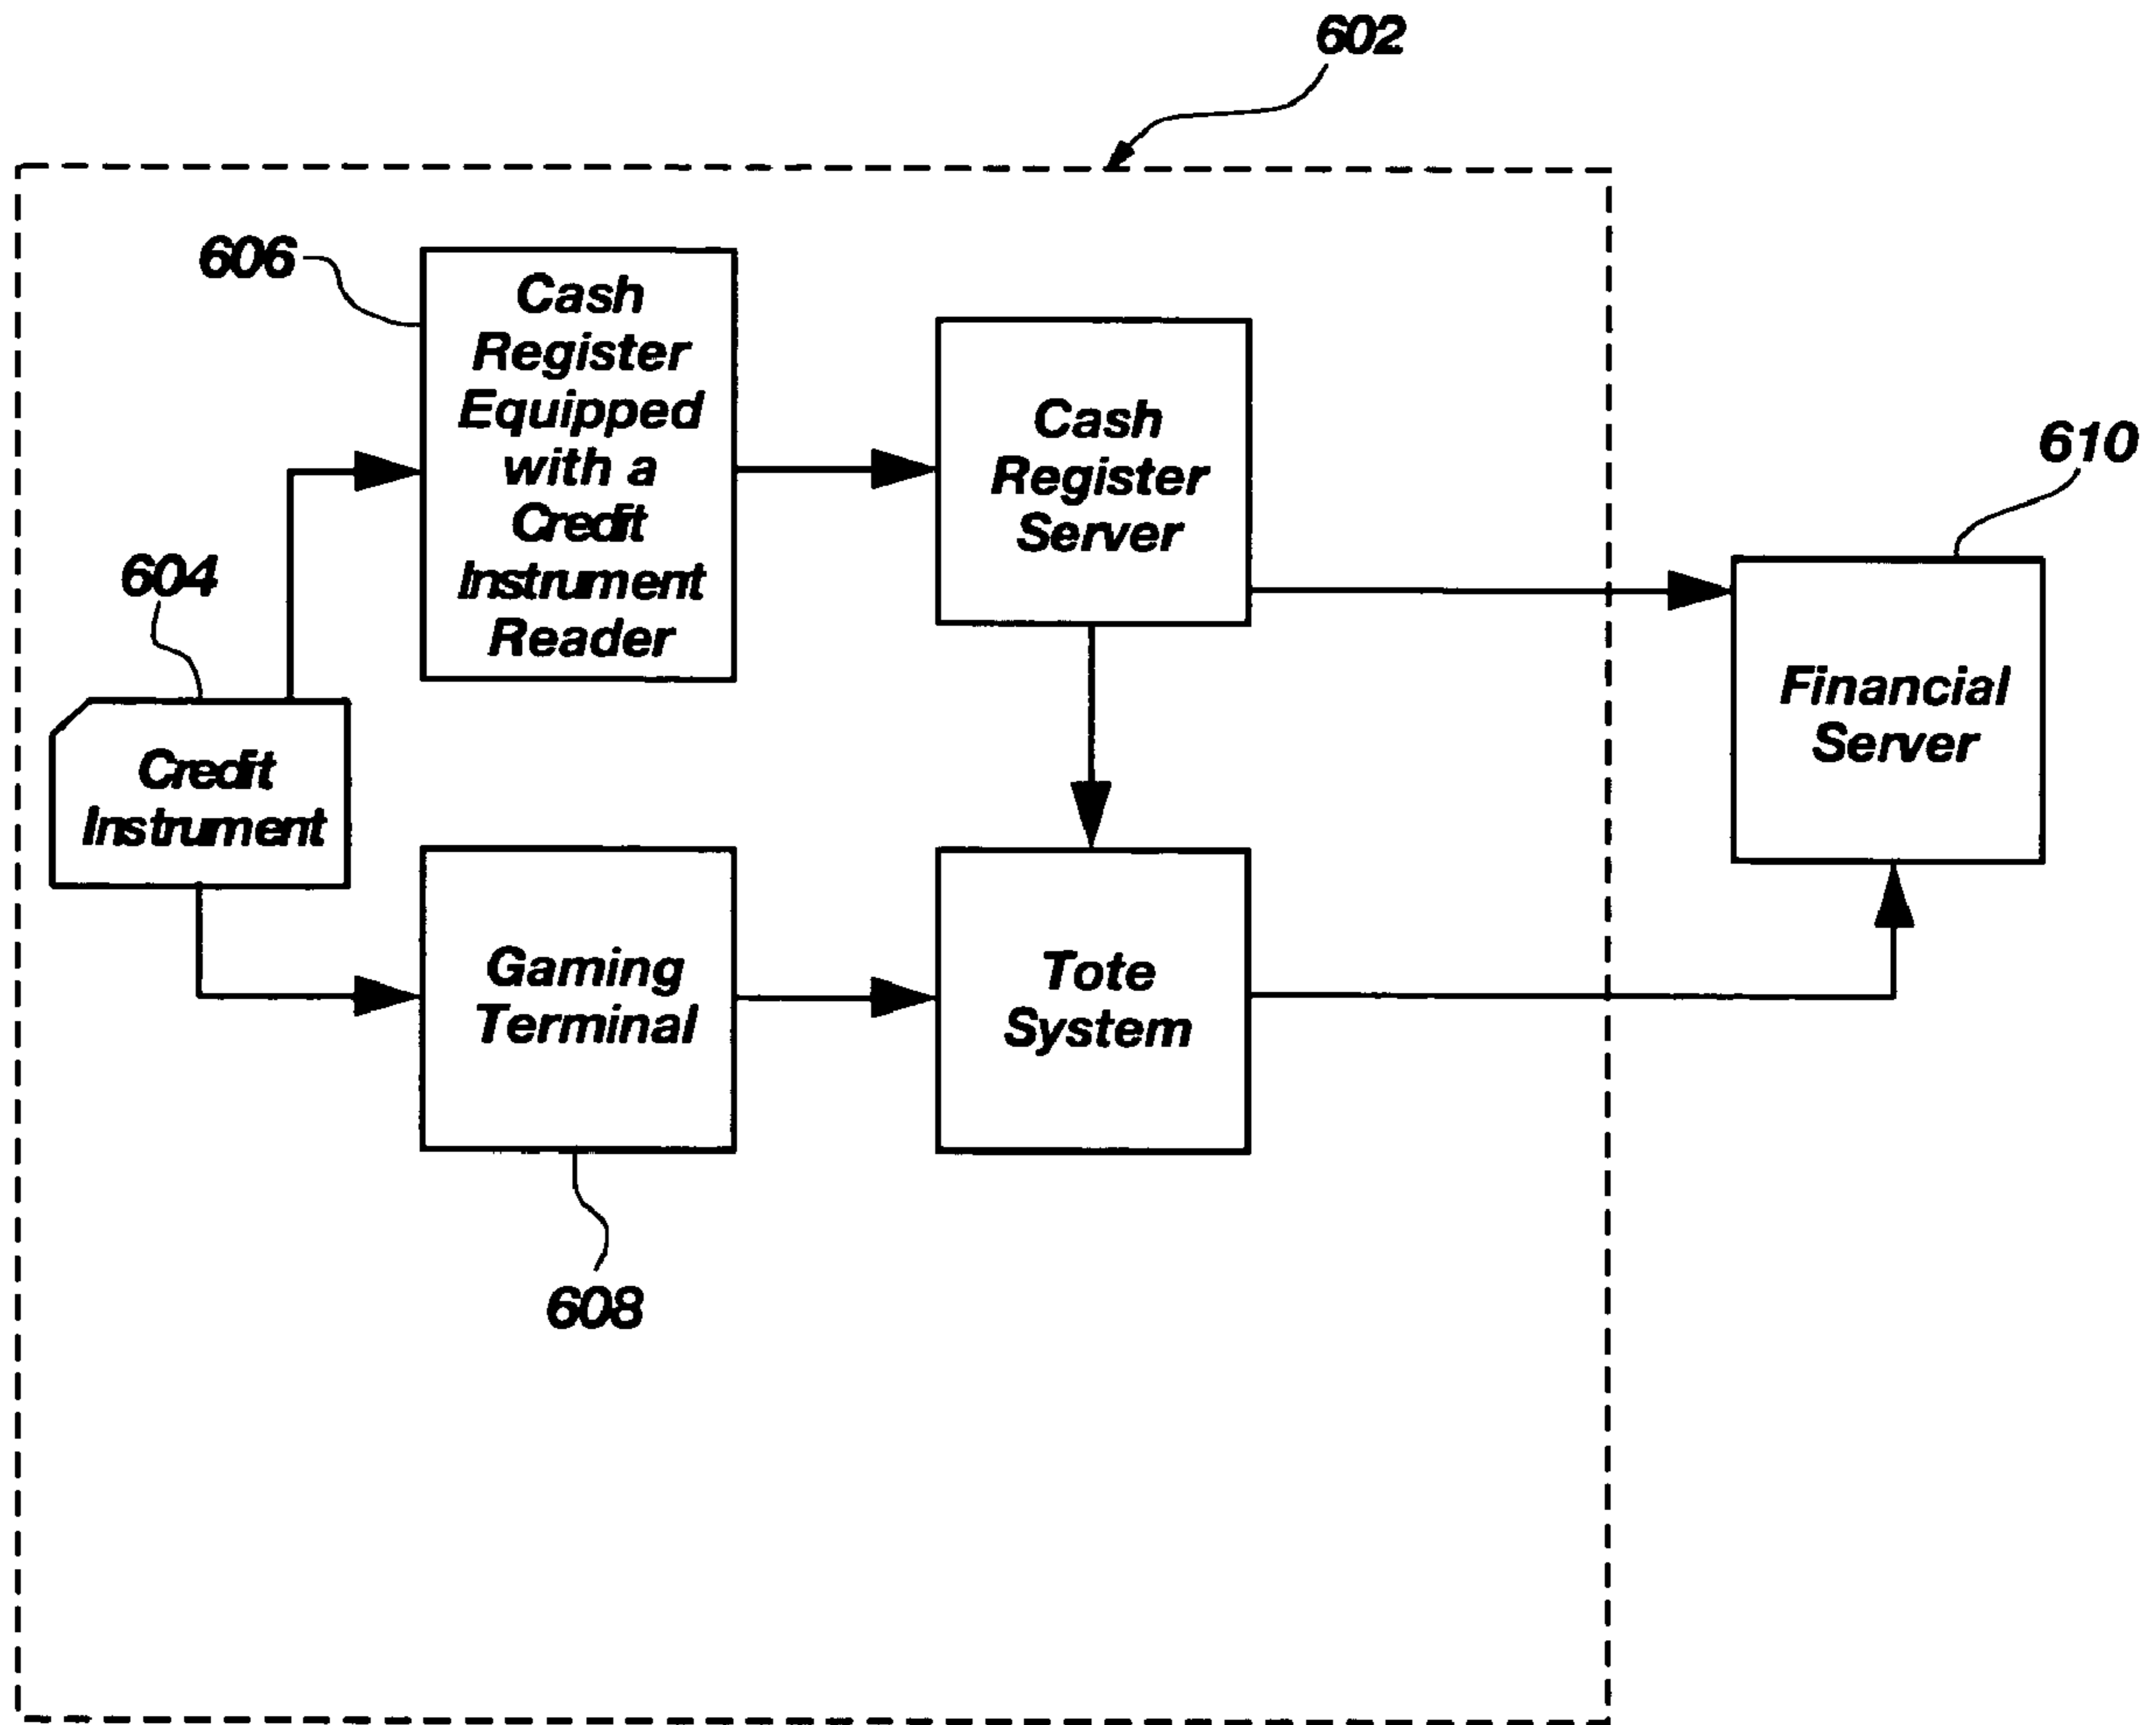 602
606
Cash
Register
Equipped
with a
Credit
Instrument
Reader
Cash
Register
Server
610
604
Financial
Server
Credit
Instrument
Gaming
Terminal
Tote
System
608